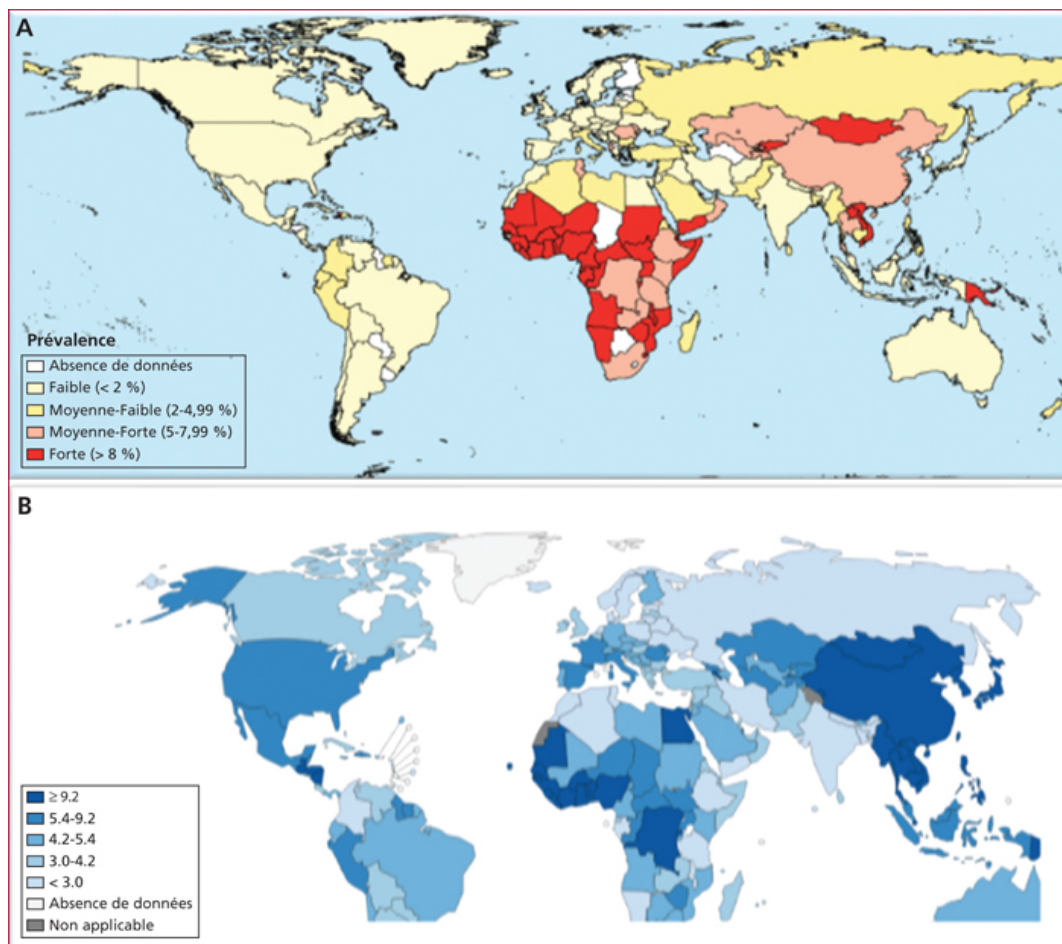 A
Prévalence
Absence de données
Faible (< 2 %)
Moyenne-Faible (2-4,99 %)
Moyenne-Forte (5-7,99 %)
Forte (> 8 %)
B
≥ 9.2
5.4-9.2
4.2-5.4
3.0-4.2
< 3.0
Absence de données
Non applicable